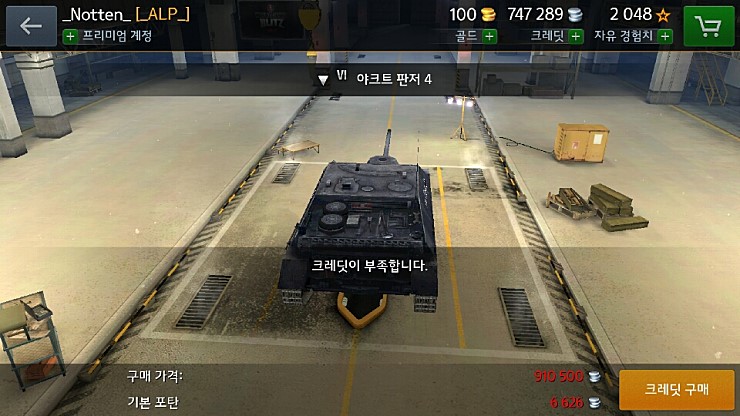 _Notten_ [_ALP_]
프리미엄 계정
100
골드
747 289
크레딧
2 048
자유 경험치
VI 야크트 판저 4
BLITZ
크레딧이 부족합니다.
구매 가격: 910 500
기본 포탄 6 626
크레딧 구매